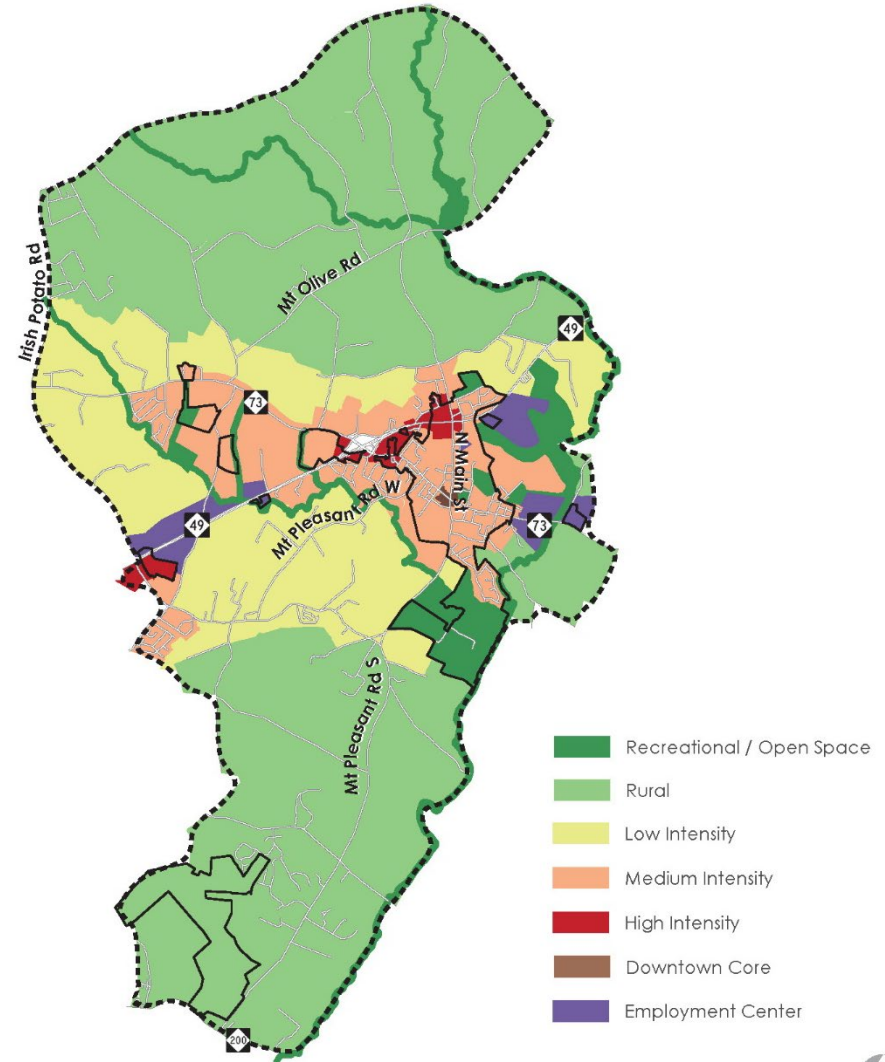 49
Mt Olive Rd
Irish Potato Rd
73
N Main St
Mt Pleasant Rd W
49
73
Mt Pleasant Rd S
200
Recreational / Open Space
Rural
Low Intensity
Medium Intensity
High Intensity
Downtown Core
Employment Center